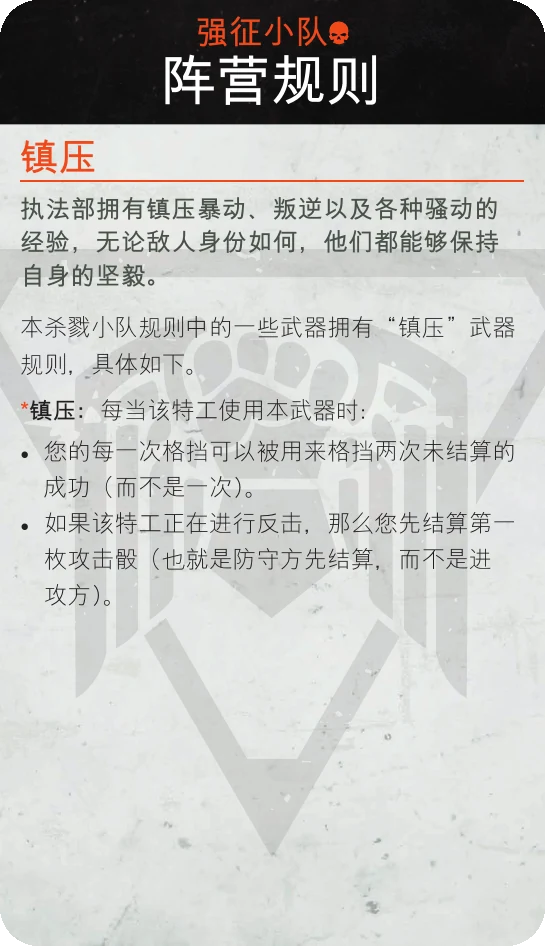 强征小队
阵营规则
镇压
执法部拥有镇压暴动、叛逆以及各种骚动的
经验，无论敌人身份如何，他们都能够保持
自身的坚毅。
本杀戮小队规则中的一些武器拥有“镇压”武器
规则，具体如下。
*镇压：每当该特工使用本武器时:
• 您的每一次格挡可以被用来格挡两次未结算的
成功（而不是一次）。
• 如果该特工正在进行反击，那么您先结算第一
枚攻击骰（也就是防守方先结算，而不是进
攻方）。